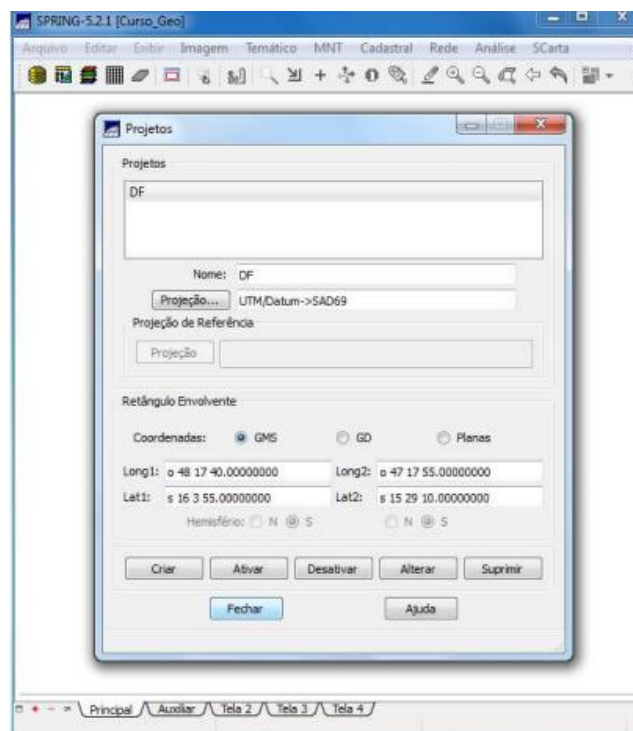 SPRING-5.2.1 [Curso_Geo]
Arquivo Editar Exibir Imagem Temático MNT Cadastral Rede Análise SCarta
Projetos
Projetos
DF
Nome: DF
Projeção... UTM/Datum->SAD69
Projeção de Referência
Projeção
Retângulo Envolvente
Coordenadas: GMS GD Planas
Long1: o 48 17 40.00000000 Long2: o 47 17 55.00000000
Lat1: s 16 3 55.00000000 Lat2: s 15 29 10.00000000
Hemisfério: N S N S
Criar Ativar Desativar Alterar Suprimir
Fechar Ajuda
Principal Auxiliar Tela 2 Tela 3 Tela 4